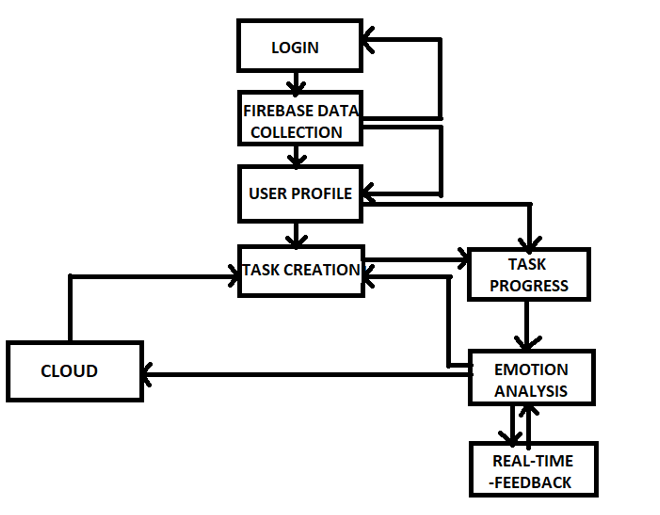 LOGIN
FIREBASE DATA
COLLECTION
USER PROFILE
TASK CREATION
TASK
PROGRESS
CLOUD
EMOTION
ANALYSIS
REAL-TIME
-FEEDBACK